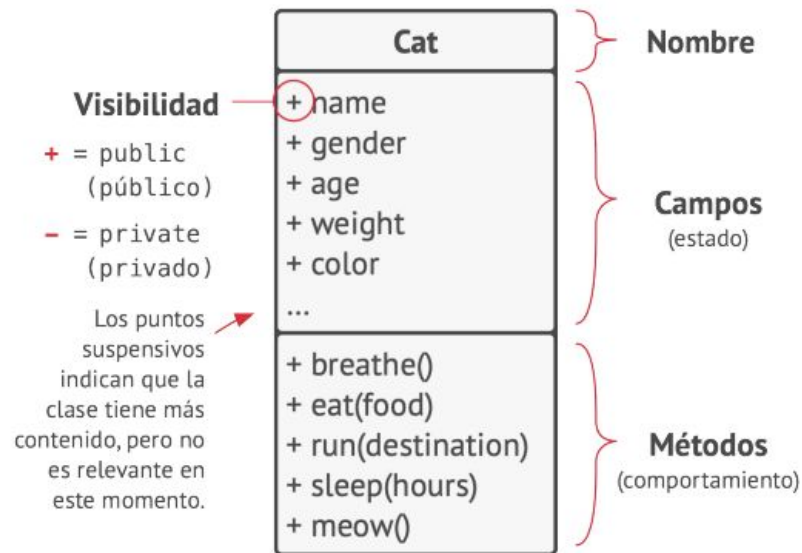 Cat
Nombre
Visibilidad
+ = public
(público)
- = private
(privado)
Los puntos
suspensivos
indican que la
clase tiene más
contenido, pero no
es relevante en
este momento.
+ name
+ gender
+ age
+ weight
+ color
...
Campos
(estado)
+ breathe()
+ eat(food)
+ run(destination)
+ sleep(hours)
+ meow()
Métodos
(comportamiento)